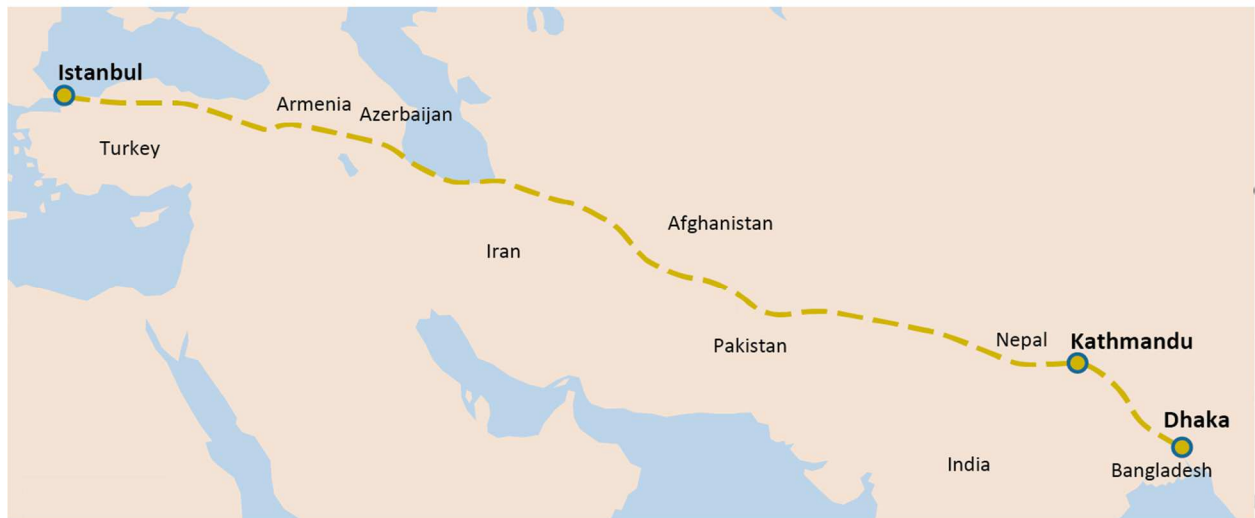 Istanbul
Armenia
Azerbaijan
Turkey
Afghanistan
Iran
Pakistan
Nepal
Kathmandu
Dhaka
India
Bangladesh